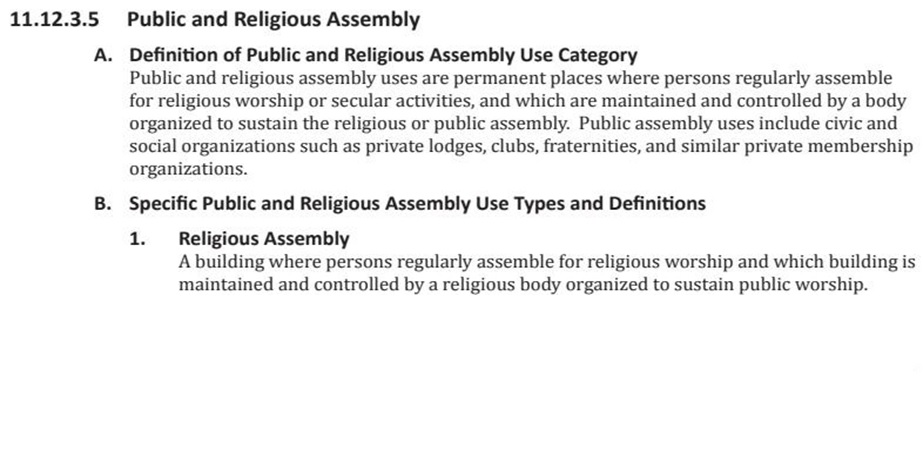 11.12.3.5 Public and Religious Assembly
A. Definition of Public and Religious Assembly Use Category
Public and religious assembly uses are permanent places where persons regularly assemble
for religious worship or secular activities, and which are maintained and controlled by a body
organized to sustain the religious or public assembly. Public assembly uses include civic and
social organizations such as private lodges, clubs, fraternities, and similar private membership
organizations.
B. Specific Public and Religious Assembly Use Types and Definitions
1. Religious Assembly
A building where persons regularly assemble for religious worship and which building is
maintained and controlled by a religious body organized to sustain public worship.